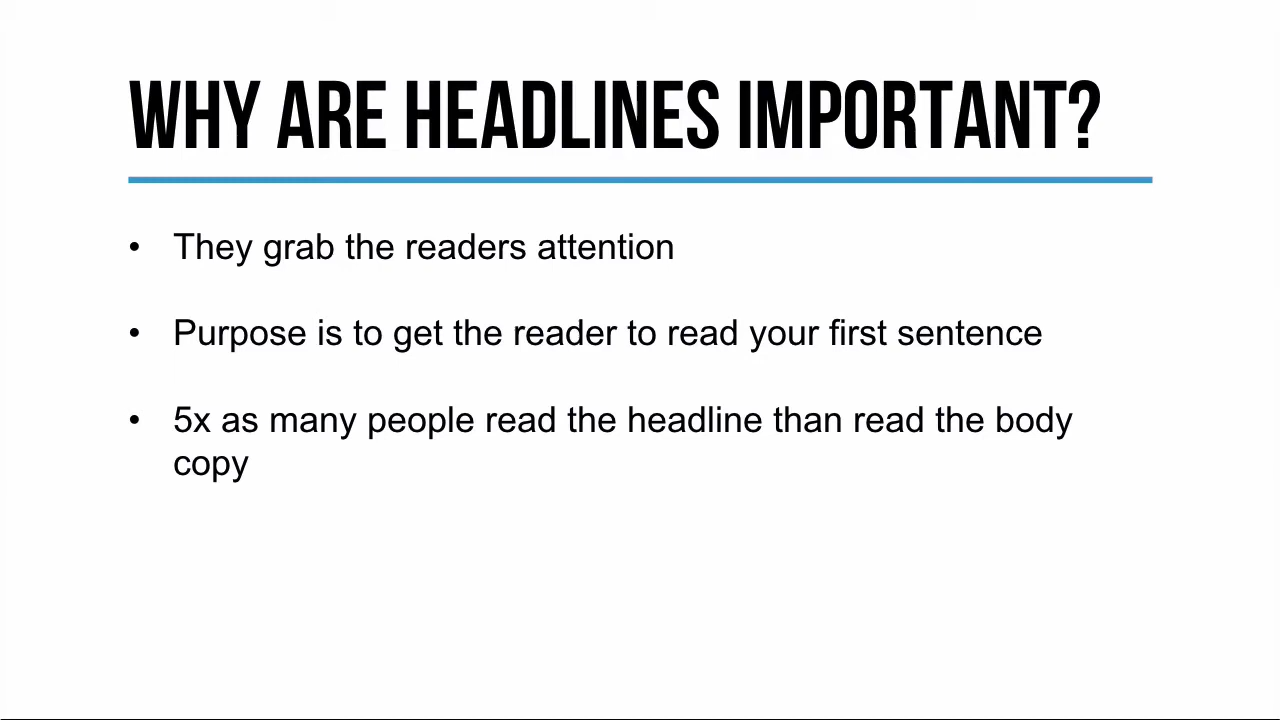 WHY ARE HEADLINES IMPORTANT?
• They grab the readers attention
• Purpose is to get the reader to read your first sentence
• 5x as many people read the headline than read the body
copy